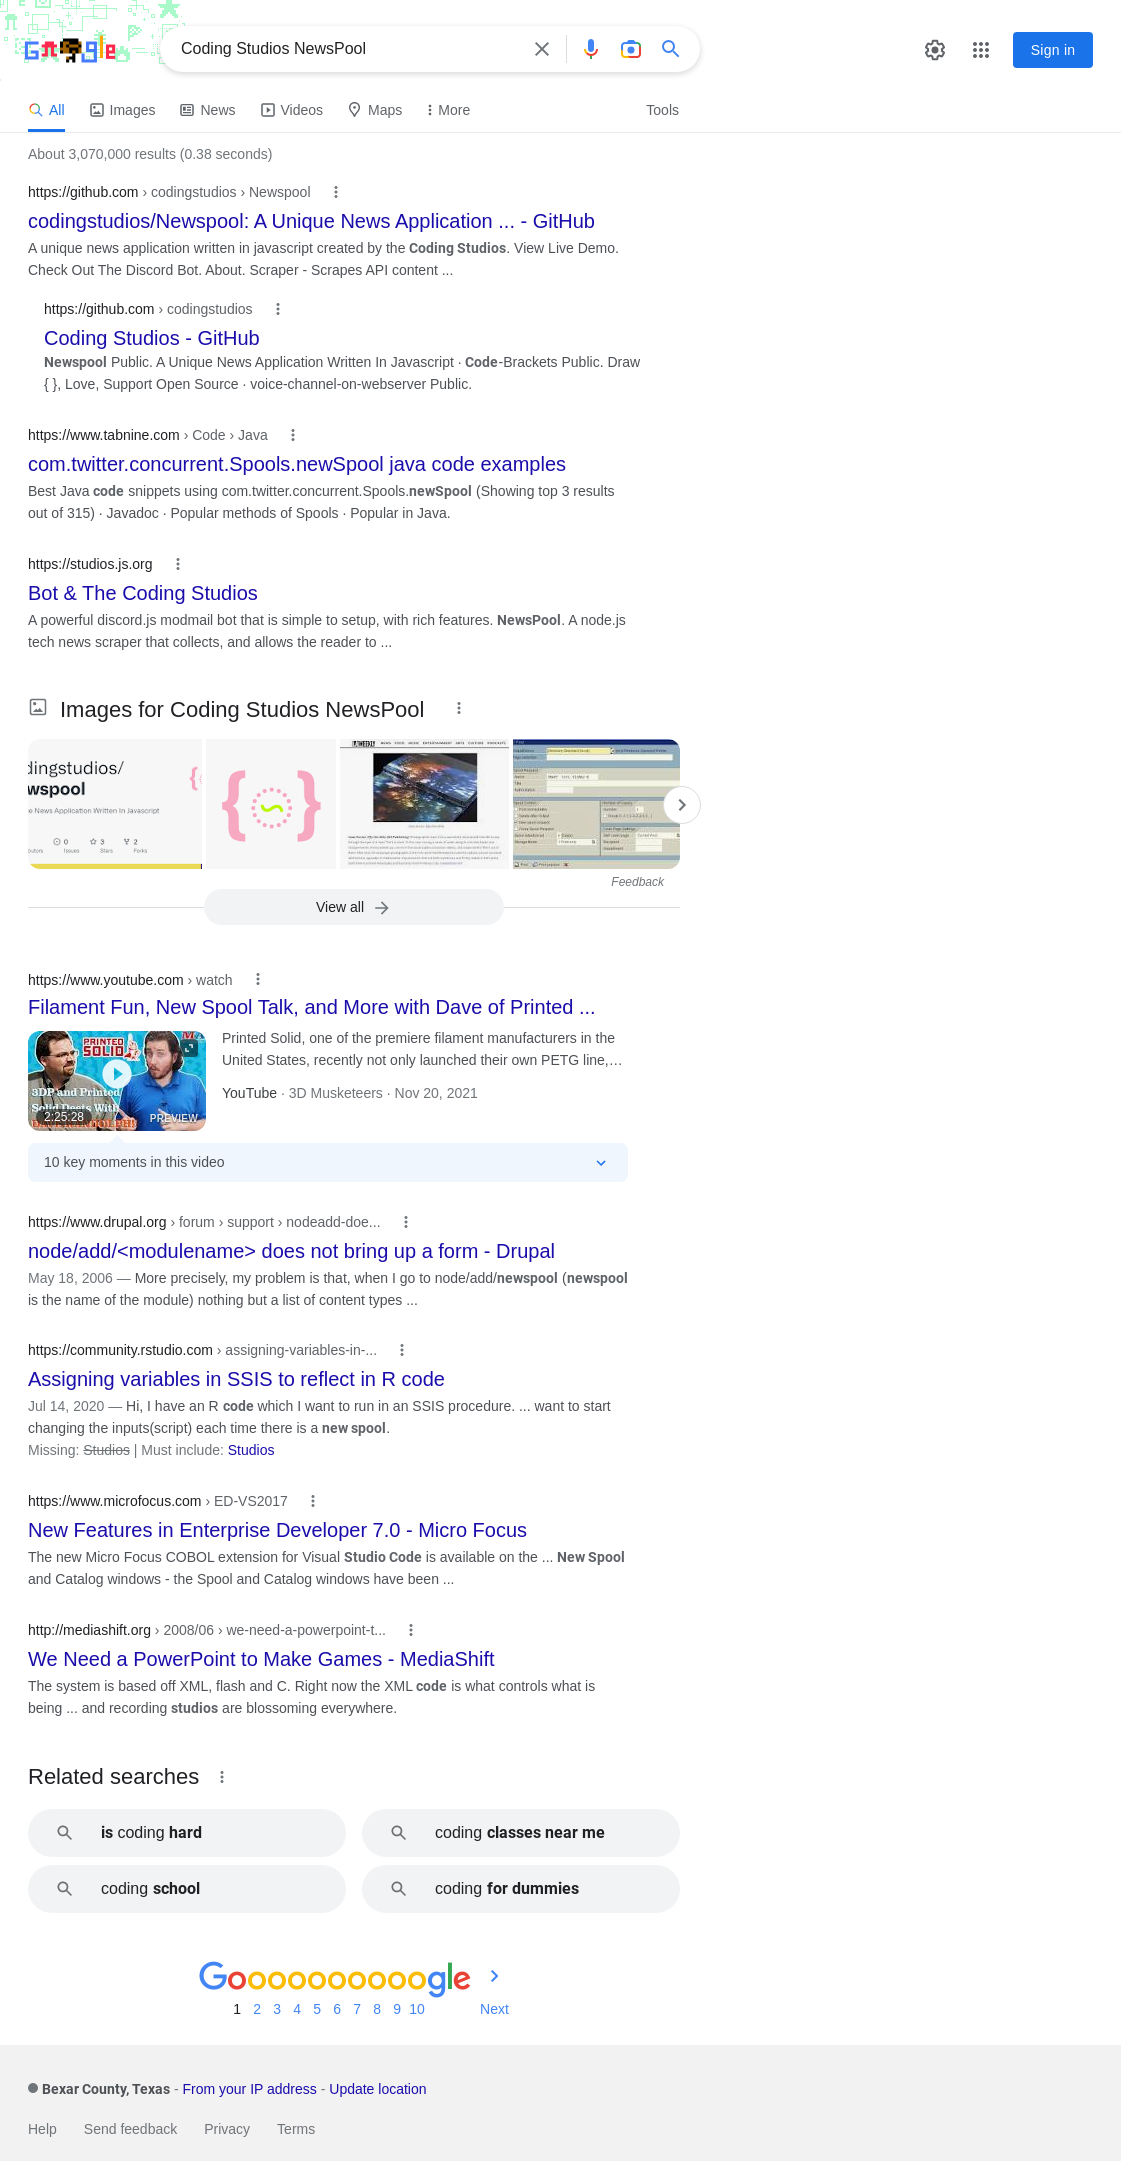 Coding Studios NewsPool
Sign in
All
Images
News
Videos
Maps
More
Tools
About 3,070,000 results (0.38 seconds)
https://github.com › codingstudios › Newspool
codingstudios/Newspool: A Unique News Application ... - GitHub
A unique news application written in javascript created by the Coding Studios. View Live Demo.
Check Out The Discord Bot. About. Scraper - Scrapes API content ...
https://github.com › codingstudios
Coding Studios - GitHub
Newspool Public. A Unique News Application Written In Javascript · Code-Brackets Public. Draw
{ }, Love, Support Open Source · voice-channel-on-webserver Public.
https://www.tabnine.com › Code › Java
com.twitter.concurrent.Spools.newSpool java code examples
Best Java code snippets using com.twitter.concurrent.Spools.newSpool (Showing top 3 results
out of 315) · Javadoc · Popular methods of Spools · Popular in Java.
https://studios.js.org
Bot & The Coding Studios
A powerful discord.js modmail bot that is simple to setup, with rich features. NewsPool. A node.js
tech news scraper that collects, and allows the reader to ...
Images for Coding Studios NewsPool
dingstudios/
wspool
e News Application Written In Javascript
0
3
2
Issues
Stars
Forks
Feedback
View all
https://www.youtube.com › watch
Filament Fun, New Spool Talk, and More with Dave of Printed ...
PRINTED
SOLID
3DP and Printed
Solid Deets With
2:25:28
PREVIEW
Printed Solid, one of the premiere filament manufacturers in the
United States, recently not only launched their own PETG line,…
YouTube · 3D Musketeers · Nov 20, 2021
10 key moments in this video
https://www.drupal.org › forum › support › nodeadd-doe...
node/add/<modulename> does not bring up a form - Drupal
May 18, 2006 — More precisely, my problem is that, when I go to node/add/newspool (newspool
is the name of the module) nothing but a list of content types ...
https://community.rstudio.com › assigning-variables-in-...
Assigning variables in SSIS to reflect in R code
Jul 14, 2020 — Hi, I have an R code which I want to run in an SSIS procedure. ... want to start
changing the inputs(script) each time there is a new spool.
Missing: Studios | Must include: Studios
https://www.microfocus.com › ED-VS2017
New Features in Enterprise Developer 7.0 - Micro Focus
The new Micro Focus COBOL extension for Visual Studio Code is available on the ... New Spool
and Catalog windows - the Spool and Catalog windows have been ...
http://mediashift.org › 2008/06 › we-need-a-powerpoint-t...
We Need a PowerPoint to Make Games - MediaShift
The system is based off XML, flash and C. Right now the XML code is what controls what is
being ... and recording studios are blossoming everywhere.
Related searches
is coding hard
coding classes near me
coding school
coding for dummies
Goooooooooogle
1 2 3 4 5 6 7 8 9 10 Next
Bexar County, Texas - From your IP address - Update location
Help Send feedback Privacy Terms